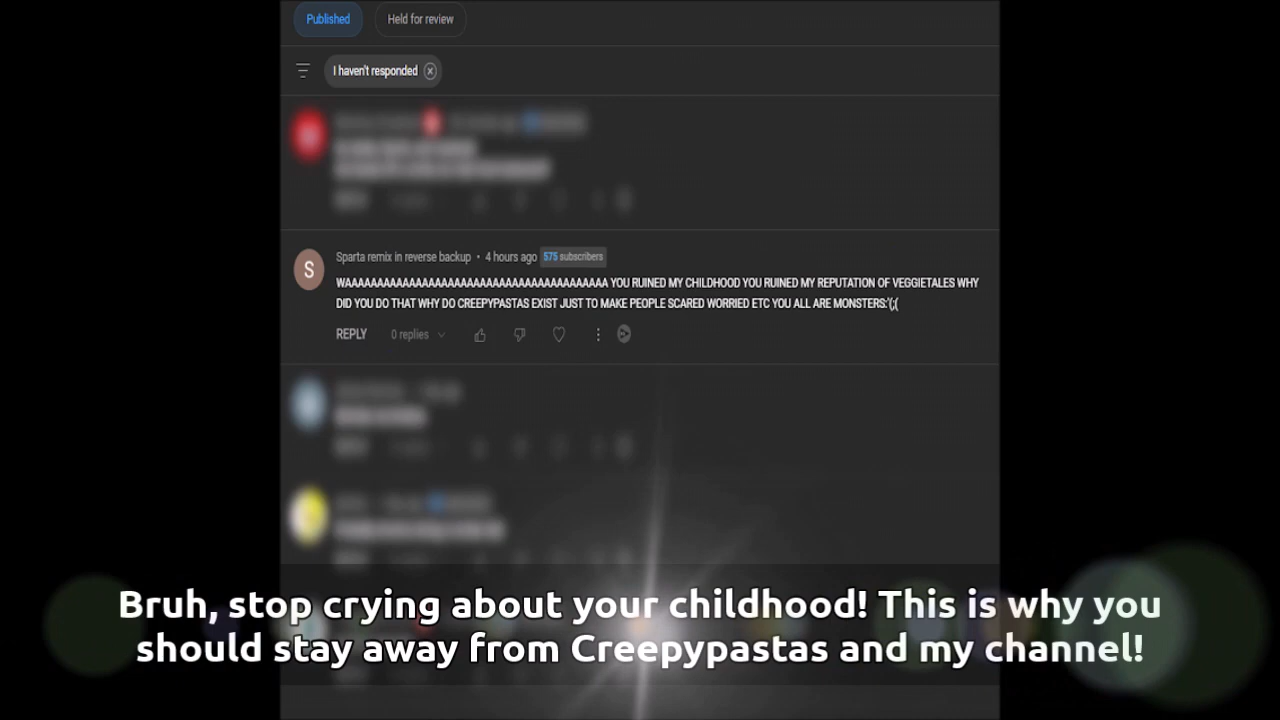 Published Held for review
I haven't responded
S Sparta remix in reverse backup • 4 hours ago 575 subscribers
WAAAAAAAAAAAAAAAAAAAAAAAAAAAAAAAAAAAAAAAA YOU RUINED MY CHILDHOOD YOU RUINED MY REPUTATION OF VEGGIETALES WHY
DID YOU DO THAT WHY DO CREEPYPASTAS EXIST JUST TO MAKE PEOPLE SCARED WORRIED ETC YOU ALL ARE MONSTERS:'(;(
REPLY 0 replies
Bruh, stop crying about your childhood! This is why you
should stay away from Creepypastas and my channel!